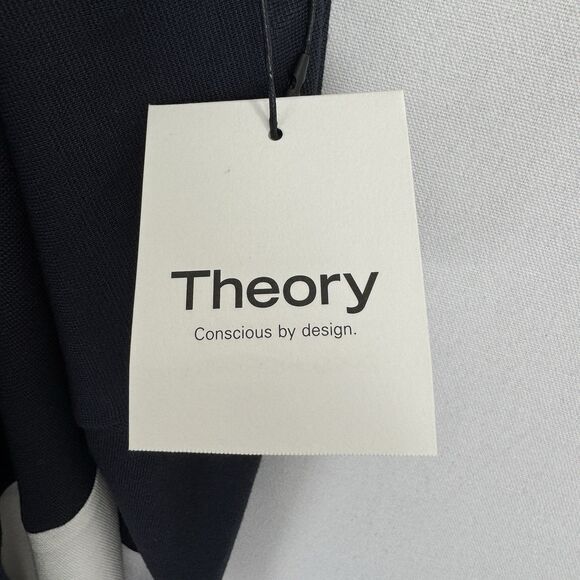 Theory
Conscious by design.